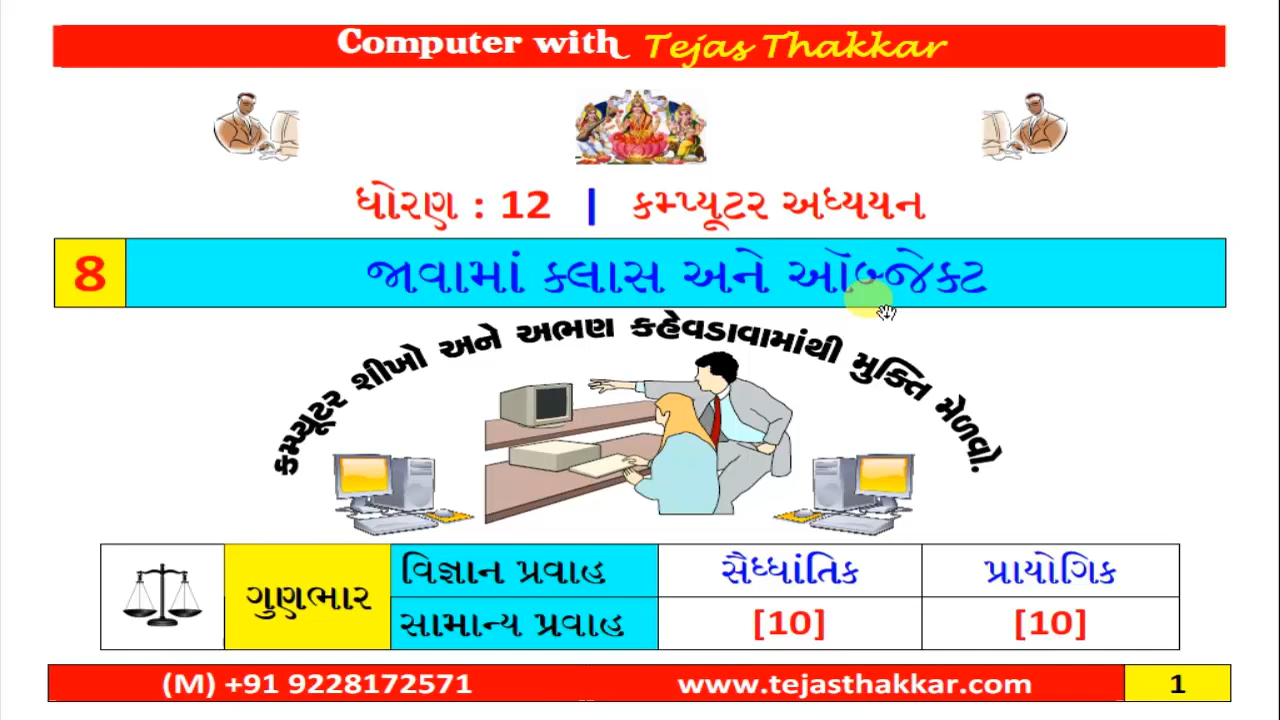 Computer with Tejas Thakkar
ધોરણ : 12 | કમ્પ્યૂટર અધ્યયન
8 જાવામાં ક્લાસ અને ઑબ્જેક્ટ
કમ્પ્યૂટર શીખો અને અભણ કહેવડાવામાંથી મુક્તિ મેળવો.
ગુણભાર
વિજ્ઞાન પ્રવાહ સૈધ્ધાંતિક પ્રાયોગિક
સામાન્ય પ્રવાહ [10] [10]
(M) +91 9228172571 www.tejasthakkar.com 1